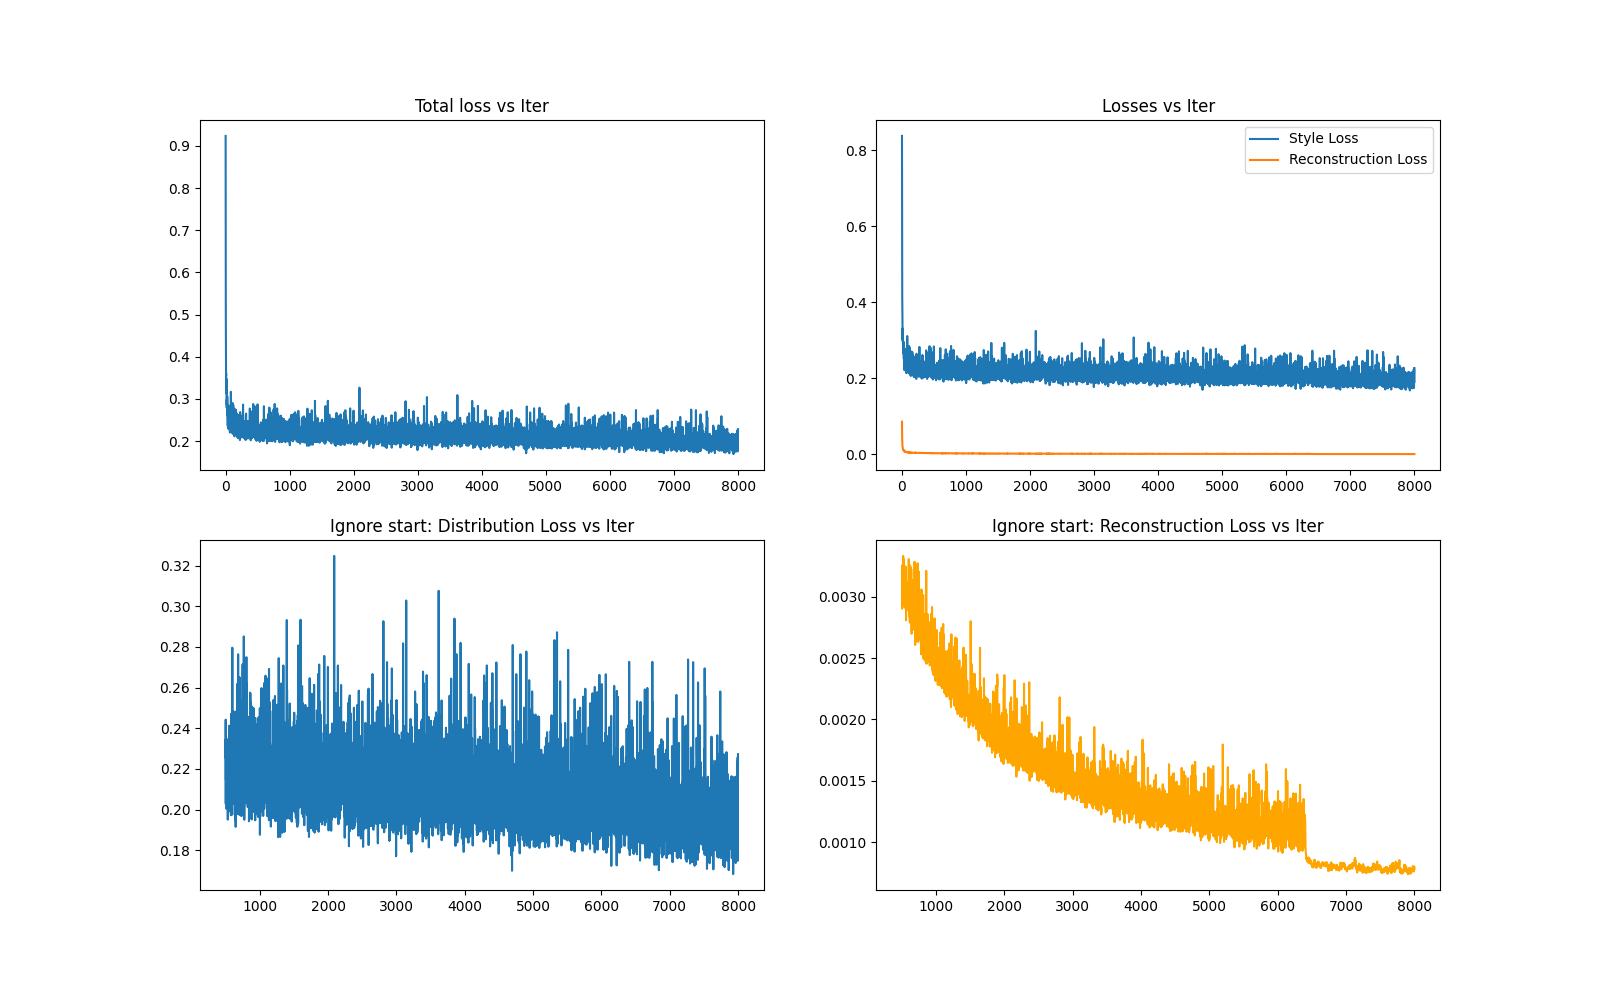 Total loss vs Iter
0.9
0.8
0.7
0.6
0.5
0.4
0.3
0.2
0 1000 2000 3000 4000 5000 6000 7000 8000
Losses vs Iter
Style Loss
Reconstruction Loss
0.8
0.6
0.4
0.2
0.0
0 1000 2000 3000 4000 5000 6000 7000 8000
Ignore start: Distribution Loss vs Iter
0.32
0.30
0.28
0.26
0.24
0.22
0.20
0.18
1000 2000 3000 4000 5000 6000 7000 8000
Ignore start: Reconstruction Loss vs Iter
0.0030
0.0025
0.0020
0.0015
0.0010
1000 2000 3000 4000 5000 6000 7000 8000